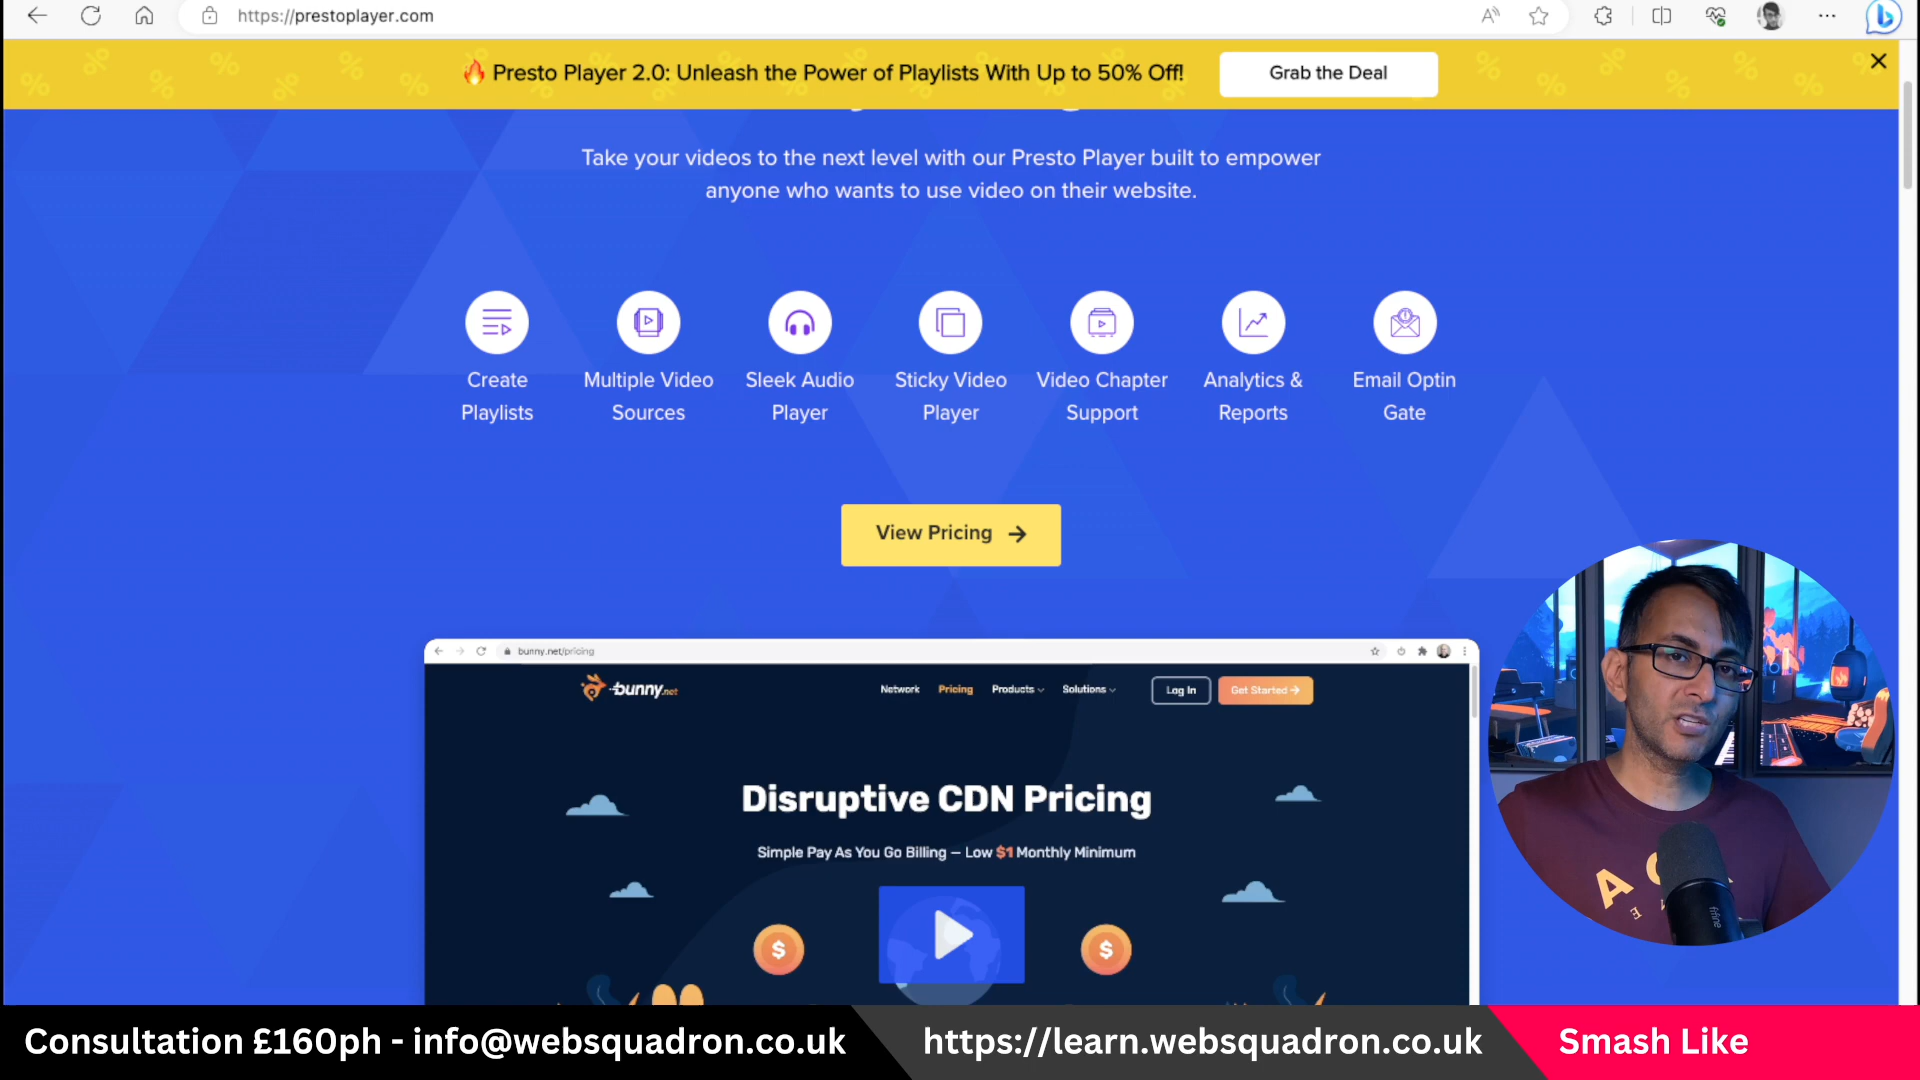 https://prestoplayer.com
🔥 Presto Player 2.0: Unleash the Power of Playlists With Up to 50% Off!
Grab the Deal
Take your videos to the next level with our Presto Player built to empower
anyone who wants to use video on their website.
Create
Playlists
Multiple Video
Sources
Sleek Audio
Player
Sticky Video
Player
Video Chapter
Support
Analytics &
Reports
Email Optin
Gate
View Pricing →
bunny.net/pricing
bunny.net
Network
Pricing
Products
Solutions
Log In
Get Started →
Disruptive CDN Pricing
Simple Pay As You Go Billing – Low $1 Monthly Minimum
$
$
fifine
Consultation £160ph - info@websquadron.co.uk
https://learn.websquadron.co.uk
Smash Like